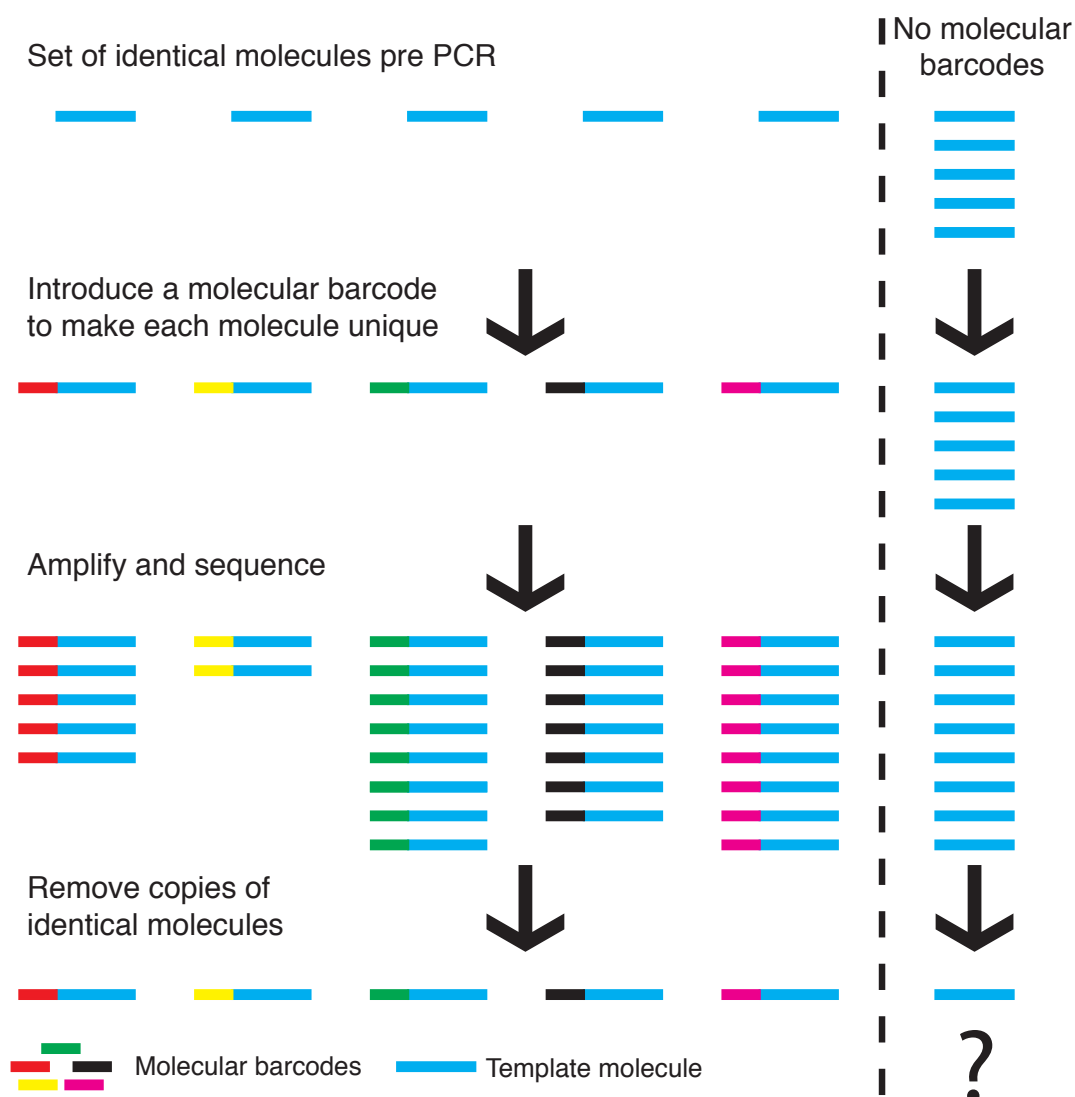 Set of identical molecules pre PCR
No molecular
barcodes
Introduce a molecular barcode
to make each molecule unique
Amplify and sequence
Remove copies of
identical molecules
Molecular barcodes
Template molecule
?